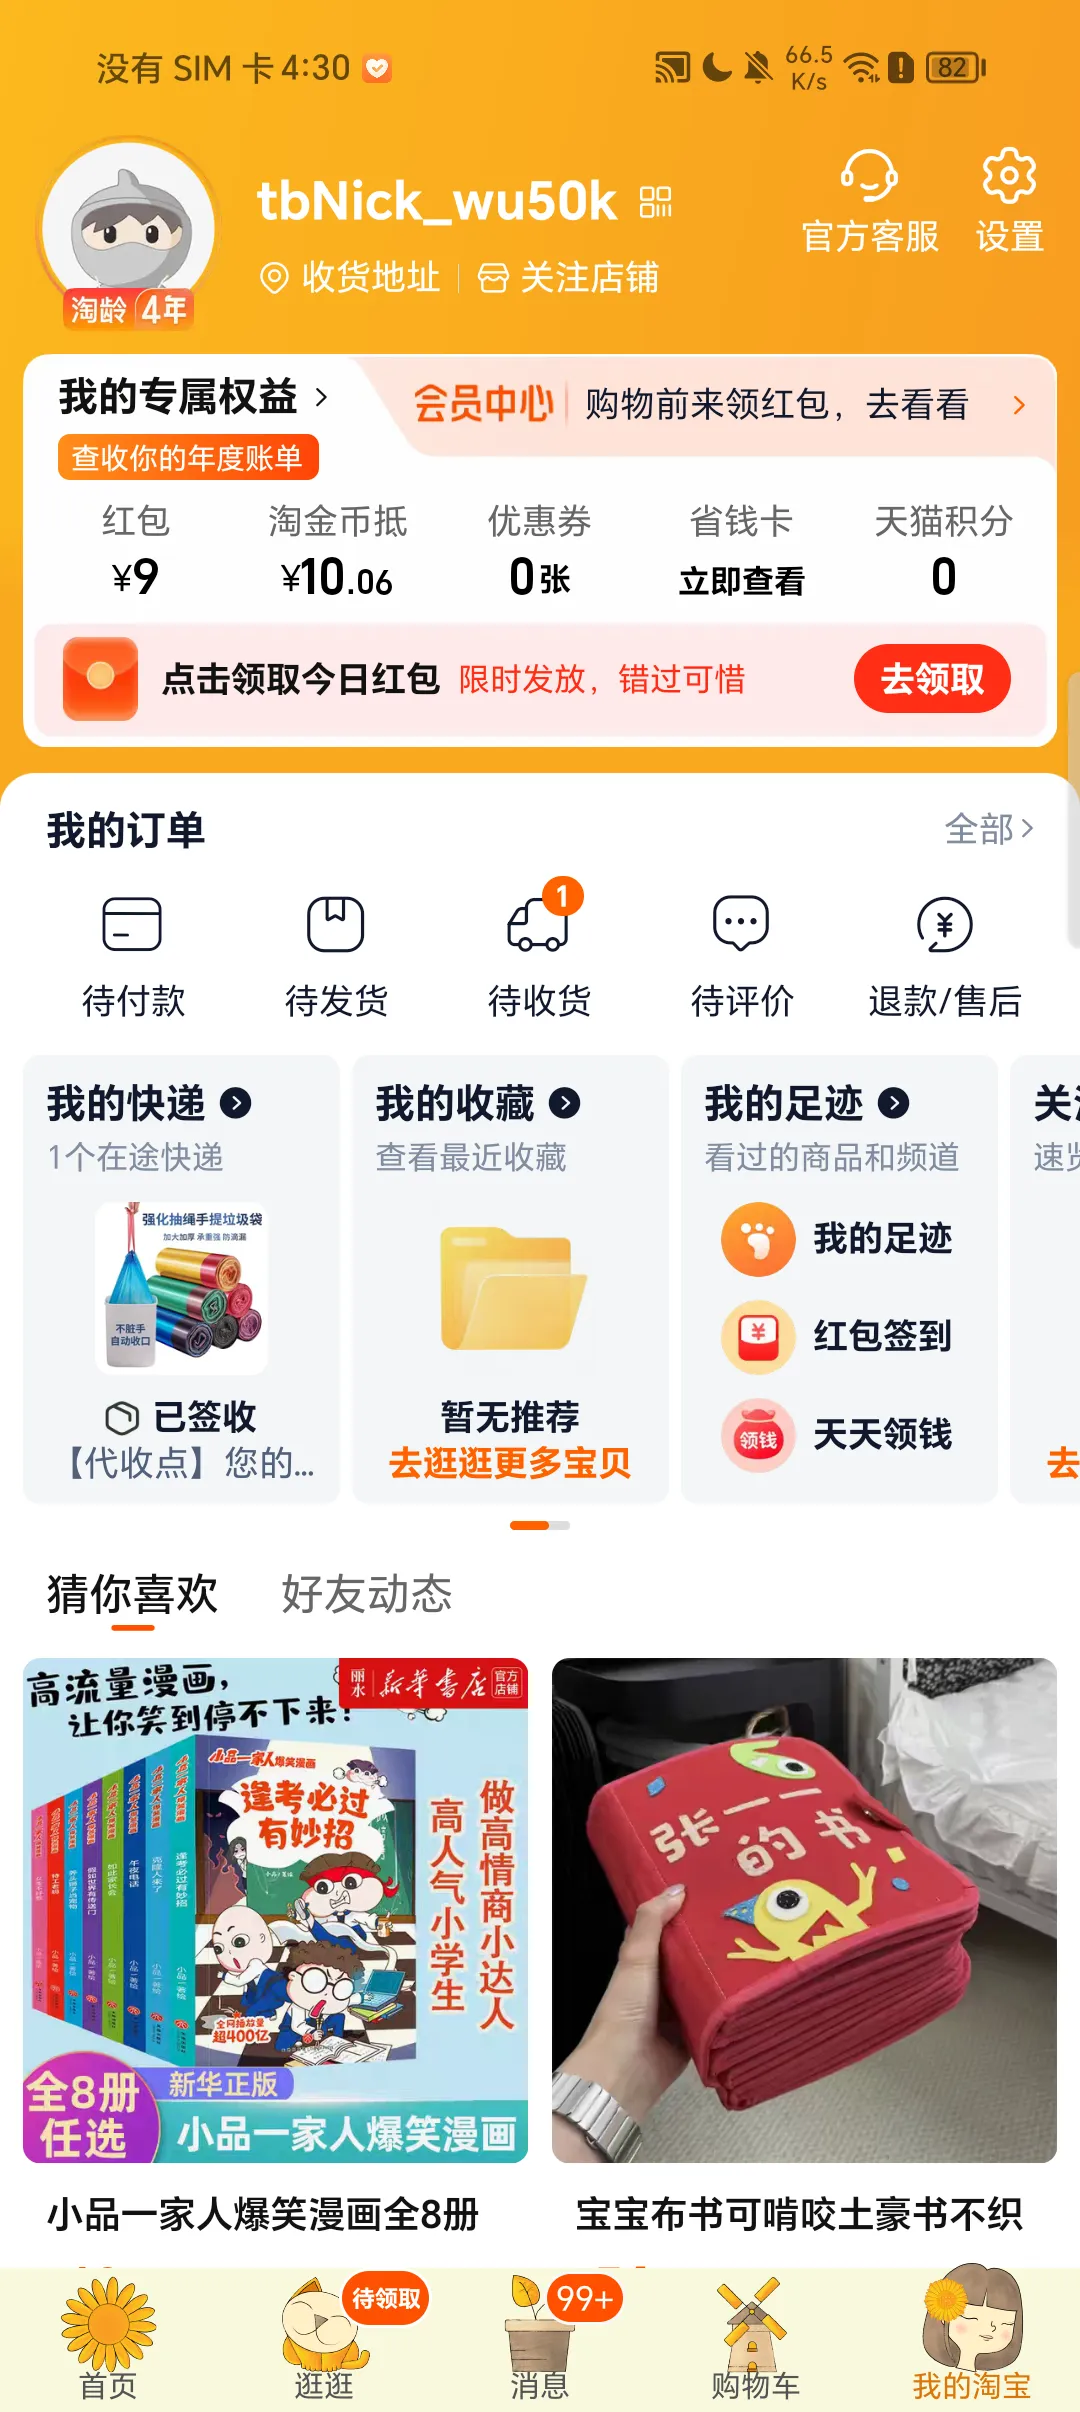 没有 SIM 卡 4:30
66.5
K/s
82
tbNick_wu50k
官方客服
设置
收货地址
关注店铺
淘龄 4年
我的专属权益
会员中心
购物前来领红包，去看看
查收你的年度账单
红包
淘金币抵
优惠券
省钱卡
天猫积分
¥9
¥10.06
0张
立即查看
0
点击领取今日红包
限时发放，错过可惜
去领取
我的订单
全部
1
待付款
待发货
待收货
待评价
退款/售后
我的快递
我的收藏
我的足迹
1个在途快递
查看最近收藏
看过的商品和频道
强化抽绳手提垃圾袋
加大加厚 承重强 防滴漏
不脏手
自动收口
我的足迹
红包签到
领钱
天天领钱
已签收
【代收点】您的...
暂无推荐
去逛逛更多宝贝
去
猜你喜欢
好友动态
高流量漫画，
让你笑到停不下来！
丽水
新华书店
官方店铺
小品一家人爆笑漫画
逢考必过
有妙招
做高情商小达人
高人气小学生
全网播放量
超400亿
全8册
任选
新华正版
小品一家人爆笑漫画
张一一
的书
小品一家人爆笑漫画全8册
宝宝布书可啃咬土豪书不织
待领取
99+
首页
逛逛
消息
购物车
我的淘宝